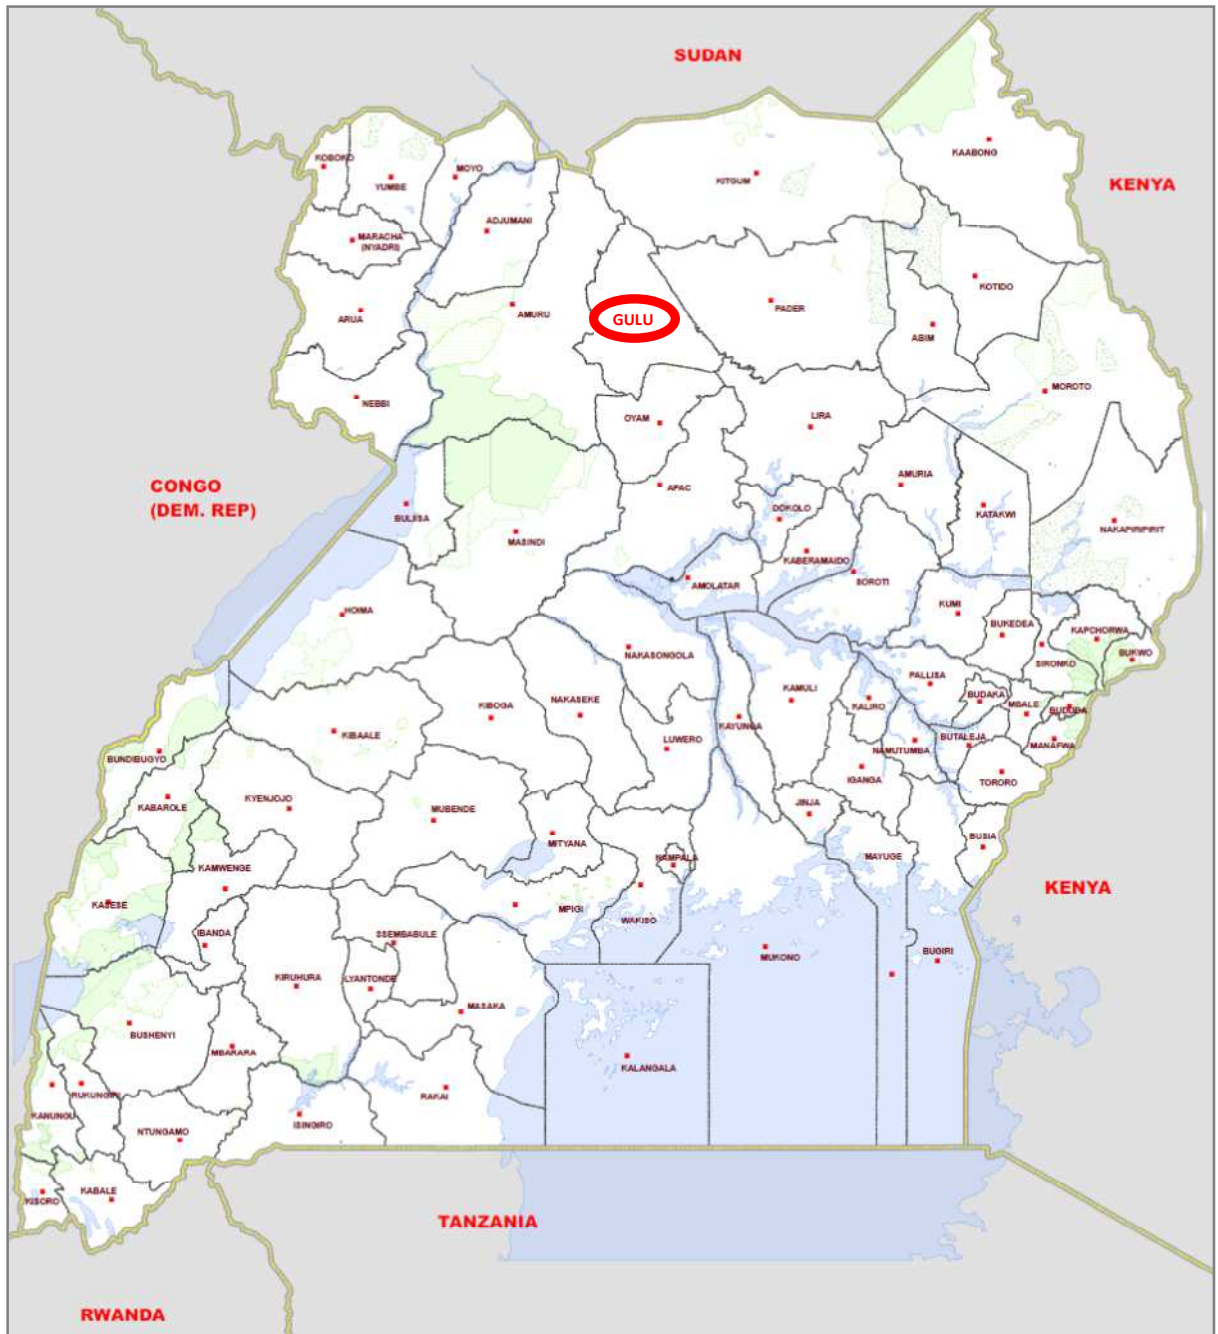 SUDAN
KAABONG
KOBOKO
MOYO
YUMBE
KITGUM
KENYA
ADJUMANI
MARACHA
(NYADRI)
KOTIDO
ARUA
AMURU
GULU
PADER
ABIM
MOROTO
NEBBI
OYAM
LIRA
AMURIA
CONGO
(DEM. REP)
APAC
BULIISA
DOKOLO
KATAKWI
NAKAPIRIPIRIT
MASINDI
KABERAMAIDO
AMOLATAR
SOROTI
HOIMA
KUMI
BUKEDEA
KAPCHORWA
BUKWO
NAKASONGOLA
SIRONKO
PALLISA
KAMULI
BUDAKA
KIBOGA
NAKASEKE
KALIRO
MBALE
BUDUDA
KAYUNGA
KIBAALE
LUWERO
NAMUTUMBA
BUTALEJA
MANAFWA
BUNDIBUGYO
IGANGA
TORORO
KABAROLE
KYENJOJO
MUBENDE
JINJA
MITYANA
BUSIA
KAMWENGE
NAMPALA
MAYUGE
KENYA
KASESE
MPIGI
WAKISO
IBANDA
SSEMBABULE
MUKONO
BUGIRI
KIRUHURA
LYANTONDE
MASAKA
BUSHENYI
MBARARA
KALANGALA
KANUNGU
RUKUNGIRI
RAKAI
ISINGIRO
NTUNGAMO
KISORO
KABALE
TANZANIA
RWANDA